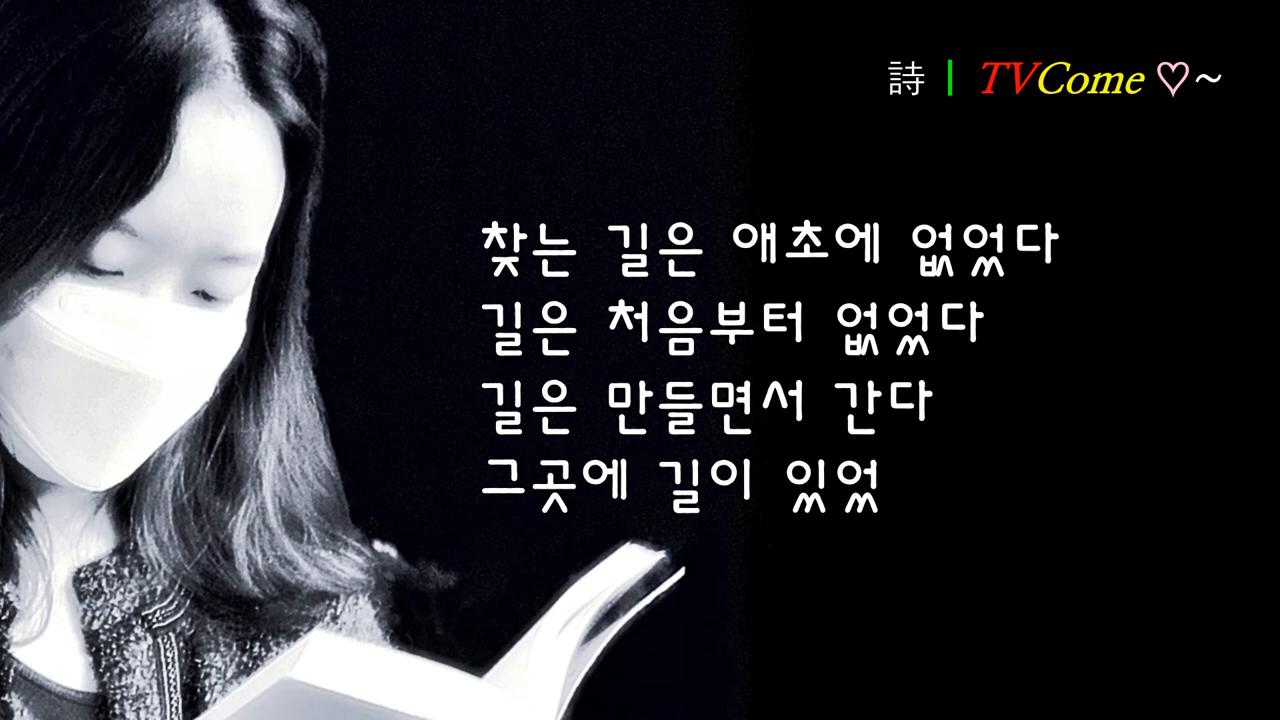 詩 | TVCome ♡~
찾는 길은 애초에 없었다
길은 처음부터 없었다
길은 만들면서 간다
그곳에 길이 있었